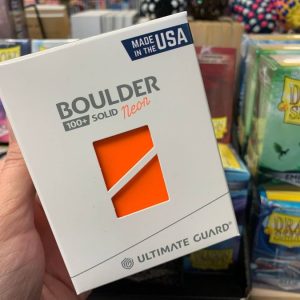 MADE IN THE USA
BOULDER
100+ SOLID Neon
ULTIMATE GUARD®